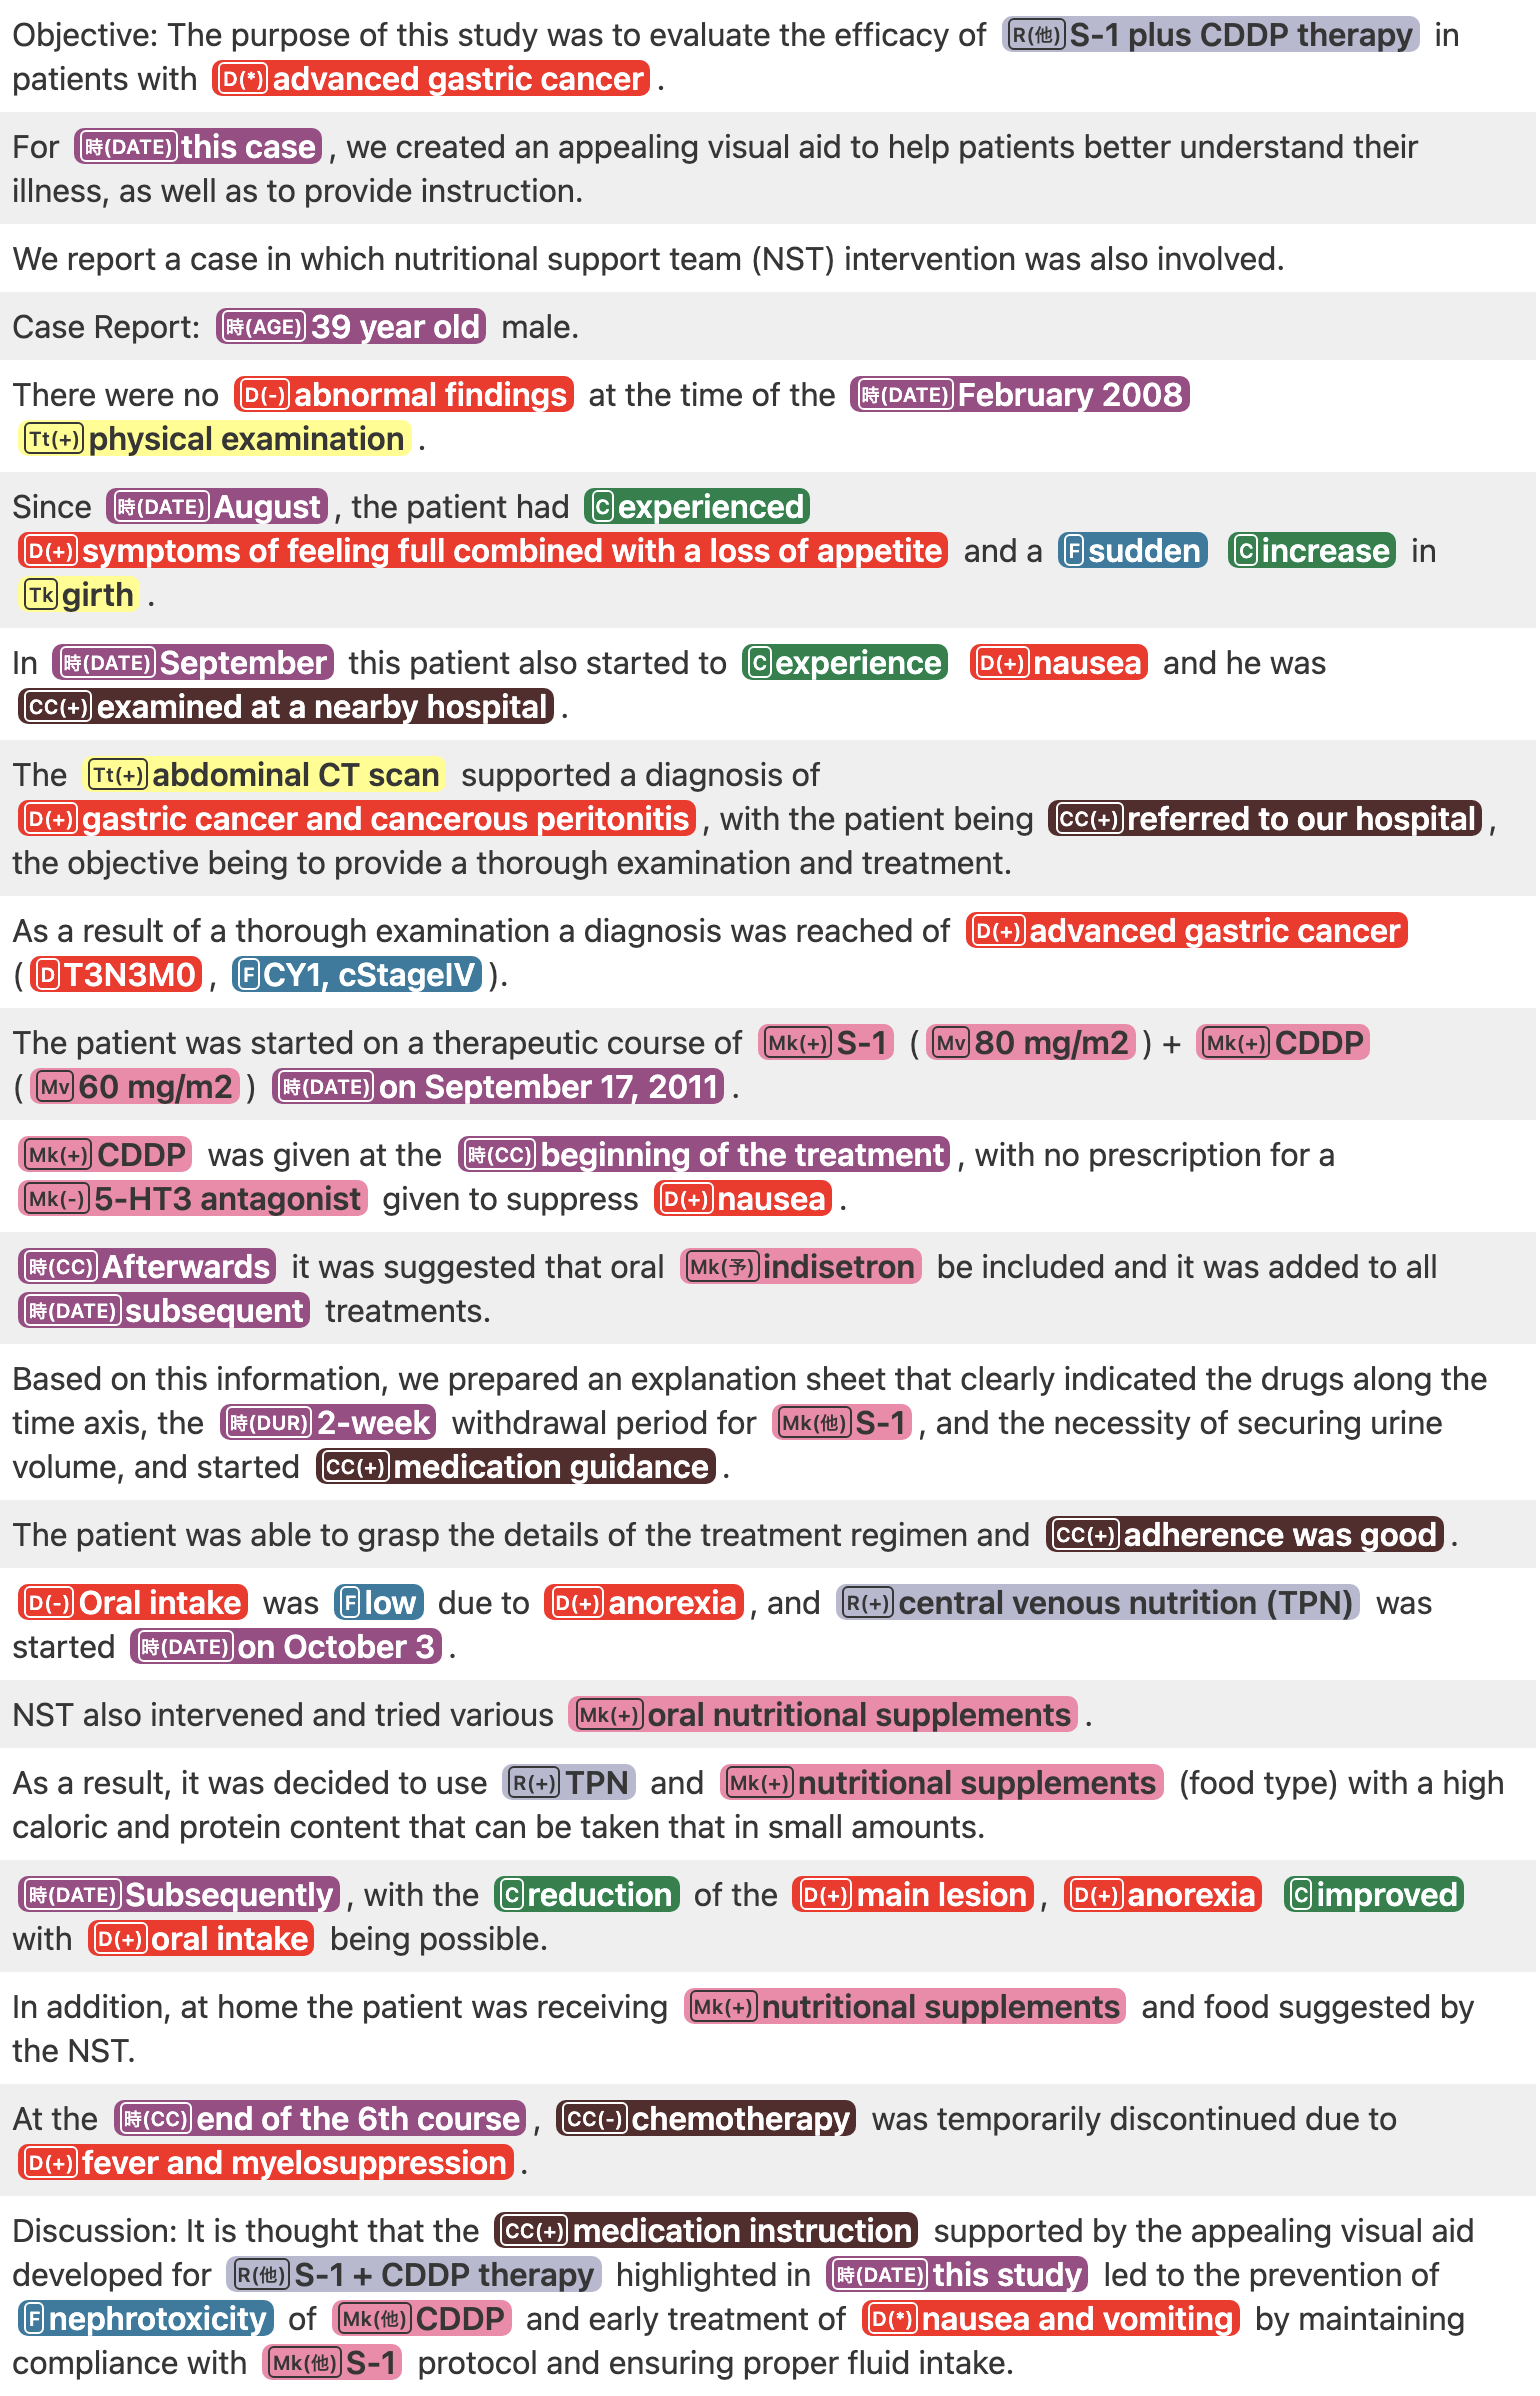 Objective: The purpose of this study was to evaluate the efficacy of R(他) S-1 plus CDDP therapy in
patients with D(*) advanced gastric cancer .
For 時(DATE) this case , we created an appealing visual aid to help patients better understand their
illness, as well as to provide instruction.
We report a case in which nutritional support team (NST) intervention was also involved.
Case Report: 時(AGE) 39 year old male.
There were no D(-) abnormal findings at the time of the 時(DATE) February 2008
Tt(+) physical examination .
Since 時(DATE) August , the patient had C experienced
D(+) symptoms of feeling full combined with a loss of appetite and a F sudden C increase in
Tk girth .
In 時(DATE) September this patient also started to C experience D(+) nausea and he was
CC(+) examined at a nearby hospital .
The Tt(+) abdominal CT scan supported a diagnosis of
D(+) gastric cancer and cancerous peritonitis , with the patient being CC(+) referred to our hospital ,
the objective being to provide a thorough examination and treatment.
As a result of a thorough examination a diagnosis was reached of D(+) advanced gastric cancer
( D T3N3M0 , F CY1, cStageIV ).
The patient was started on a therapeutic course of Mk(+) S-1 ( Mv 80 mg/m2 ) + Mk(+) CDDP
( Mv 60 mg/m2 ) 時(DATE) on September 17, 2011 .
Mk(+) CDDP was given at the 時(CC) beginning of the treatment , with no prescription for a
Mk(-) 5-HT3 antagonist given to suppress D(+) nausea .
時(CC) Afterwards it was suggested that oral Mk(予) indisetron be included and it was added to all
時(DATE) subsequent treatments.
Based on this information, we prepared an explanation sheet that clearly indicated the drugs along the
time axis, the 時(DUR) 2-week withdrawal period for Mk(他) S-1 , and the necessity of securing urine
volume, and started CC(+) medication guidance .
The patient was able to grasp the details of the treatment regimen and CC(+) adherence was good .
D(-) Oral intake was F low due to D(+) anorexia , and R(+) central venous nutrition (TPN) was
started 時(DATE) on October 3 .
NST also intervened and tried various Mk(+) oral nutritional supplements .
As a result, it was decided to use R(+) TPN and Mk(+) nutritional supplements (food type) with a high
caloric and protein content that can be taken that in small amounts.
時(DATE) Subsequently , with the C reduction of the D(+) main lesion , D(+) anorexia C improved
with D(+) oral intake being possible.
In addition, at home the patient was receiving Mk(+) nutritional supplements and food suggested by
the NST.
At the 時(CC) end of the 6th course , CC(-) chemotherapy was temporarily discontinued due to
D(+) fever and myelosuppression .
Discussion: It is thought that the CC(+) medication instruction supported by the appealing visual aid
developed for R(他) S-1 + CDDP therapy highlighted in 時(DATE) this study led to the prevention of
F nephrotoxicity of Mk(他) CDDP and early treatment of D(*) nausea and vomiting by maintaining
compliance with Mk(他) S-1 protocol and ensuring proper fluid intake.